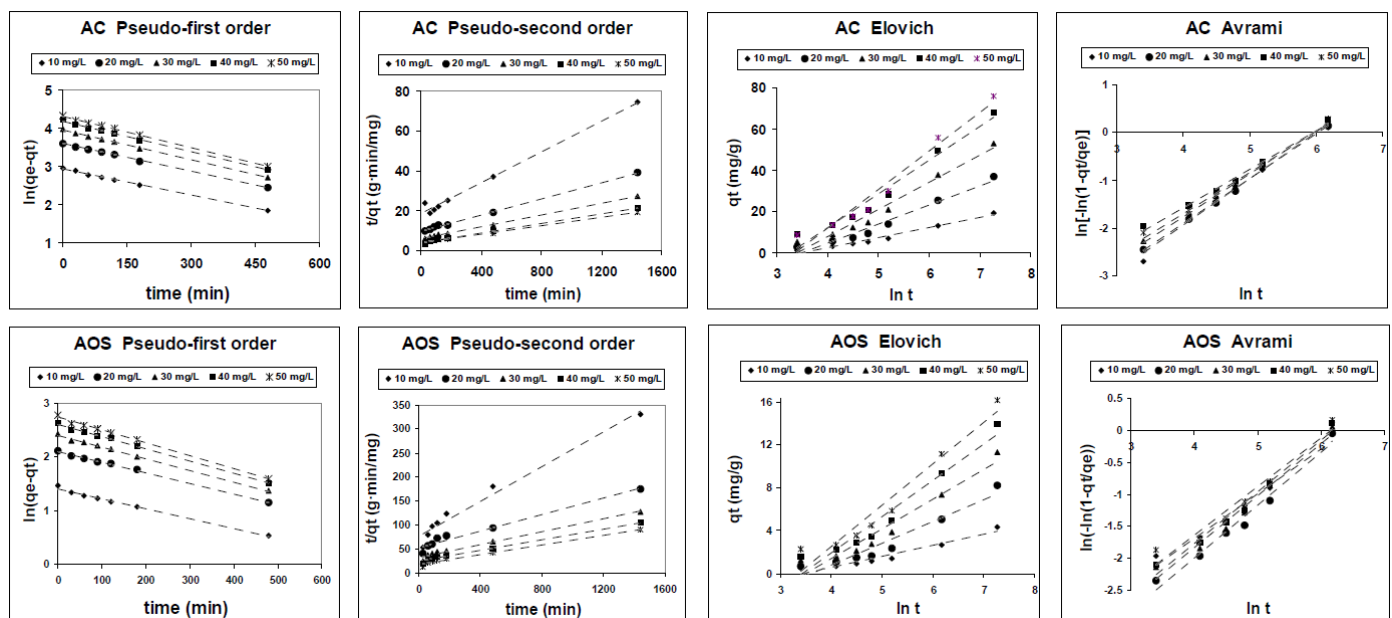 AC Pseudo-first order
10 mg/L 20 mg/L 30 mg/L 40 mg/L 50 mg/L
5
4
3
2
1
0 150 300 450 600
ln(qe-qt)
time (min)
AC Pseudo-second order
10 mg/L 20 mg/L 30 mg/L 40 mg/L 50 mg/L
80
60
40
20
0
0 400 800 1200 1600
t/qt (g·min/mg)
time (min)
AC Elovich
10 mg/L 20 mg/L 30 mg/L 40 mg/L 50 mg/L
80
60
40
20
0
3 4 5 6 7 8
qt (mg/g)
ln t
AC Avrami
10 mg/L 20 mg/L 30 mg/L 40 mg/L 50 mg/L
1
0
-1
-2
-3
3 4 5 6 7
ln[-ln(1-qt/qe)]
ln t
AOS Pseudo-first order
10 mg/L 20 mg/L 30 mg/L 40 mg/L 50 mg/L
3
2
1
0
0 100 200 300 400 500 600
ln(qe-qt)
time (min)
AOS Pseudo-second order
10 mg/L 20 mg/L 30 mg/L 40 mg/L 50 mg/L
350
300
250
200
150
100
50
0
0 400 800 1200 1600
t/qt (g·min/mg)
time (min)
AOS Elovich
10 mg/L 20 mg/L 30 mg/L 40 mg/L 50 mg/L
16
12
8
4
0
3 4 5 6 7 8
qt (mg/g)
ln t
AOS Avrami
10 mg/L 20 mg/L 30 mg/L 40 mg/L 50 mg/L
0.5
0
-0.5
-1.0
-1.5
-2.0
-2.5
3 4 5 6 7
ln(-ln(1-qt/qe)]
ln t